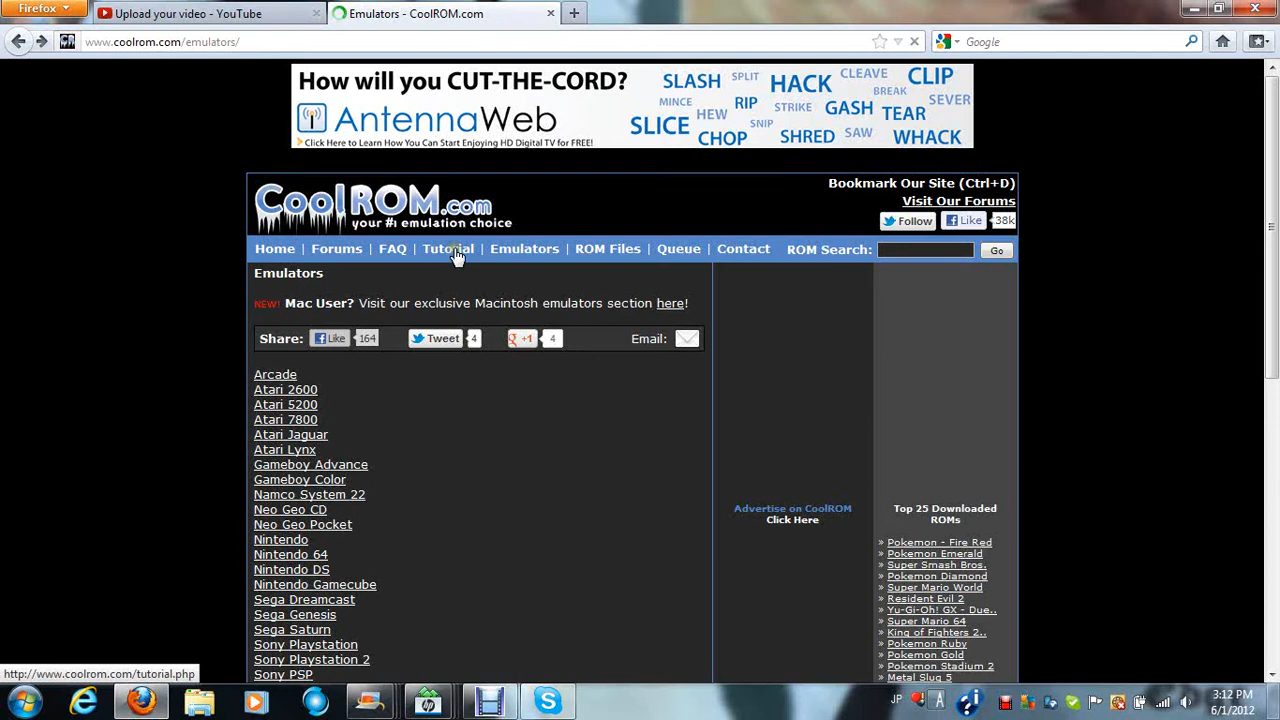 Firefox
Upload your video - YouTube
Emulators - CoolROM.com
www.coolrom.com/emulators/
Google
How will you CUT-THE-CORD?
AntennaWeb
Click Here to Learn How You Can Start Enjoying HD Digital TV for FREE!
SLASH SPLIT HACK CLEAVE CLIP
MINCE HEW RIP STRIKE BREAK GASH TEAR SEVER
SLICE SNIP CHOP SHRED SAW WHACK
CoolROM.com
your #1 emulation choice
Bookmark Our Site (Ctrl+D)
Visit Our Forums
Follow Like 38k
Home | Forums | FAQ | Tutorial | Emulators | ROM Files | Queue | Contact ROM Search: Go
Emulators
NEW! Mac User? Visit our exclusive Macintosh emulators section here!
Share: Like 164 Tweet 4 +1 4 Email:
Arcade
Atari 2600
Atari 5200
Atari 7800
Atari Jaguar
Atari Lynx
Gameboy Advance
Gameboy Color
Namco System 22
Neo Geo CD
Neo Geo Pocket
Nintendo
Nintendo 64
Nintendo DS
Nintendo Gamecube
Sega Dreamcast
Sega Genesis
Sega Saturn
Sony Playstation
Sony Playstation 2
Sony PSP
Advertise on CoolROM
Click Here
Top 25 Downloaded
ROMs
» Pokemon - Fire Red
» Pokemon Emerald
» Super Smash Bros.
» Pokemon Diamond
» Super Mario World
» Resident Evil 2
» Yu-Gi-Oh! GX - Due..
» Super Mario 64
» King of Fighters 2..
» Pokemon Ruby
» Pokemon Gold
» Pokemon Stadium 2
» Metal Slug 5
http://www.coolrom.com/tutorial.php
JP A
3:12 PM
6/1/2012